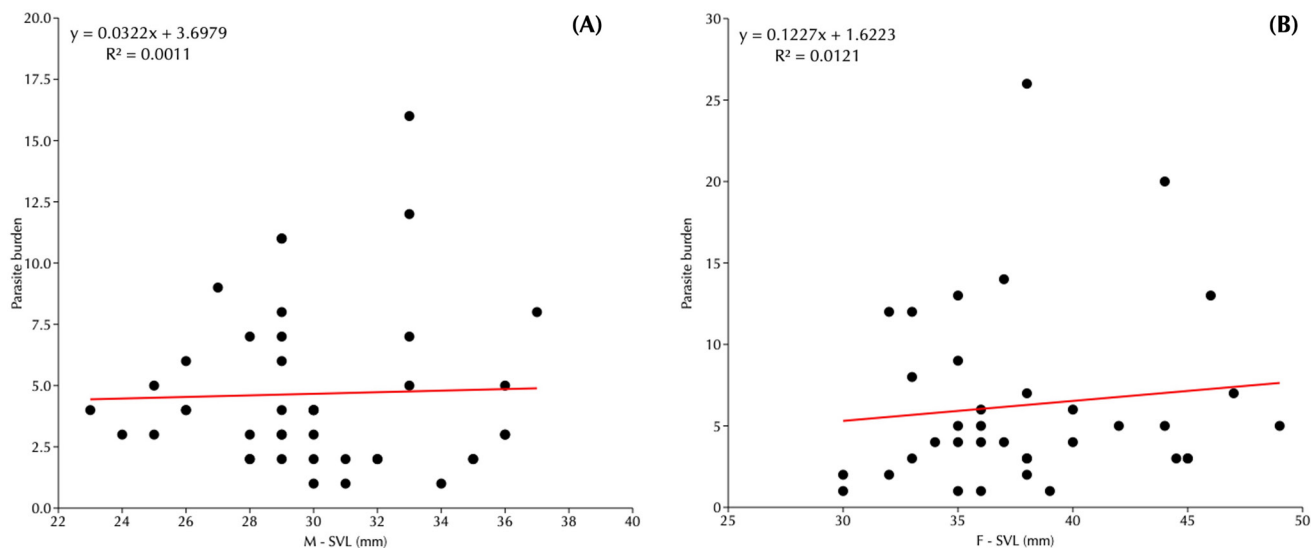 (A)
y = 0.0322x + 3.6979
R² = 0.0011
20.0
17.5
15.0
12.5
10.0
7.5
5.0
2.5
0.0
Parasite burden
22 24 26 28 30 32 34 36 38 40
M - SVL (mm)
(B)
y = 0.1227x + 1.6223
R² = 0.0121
30
25
20
15
10
5
0
Parasite burden
25 30 35 40 45 50
F - SVL (mm)